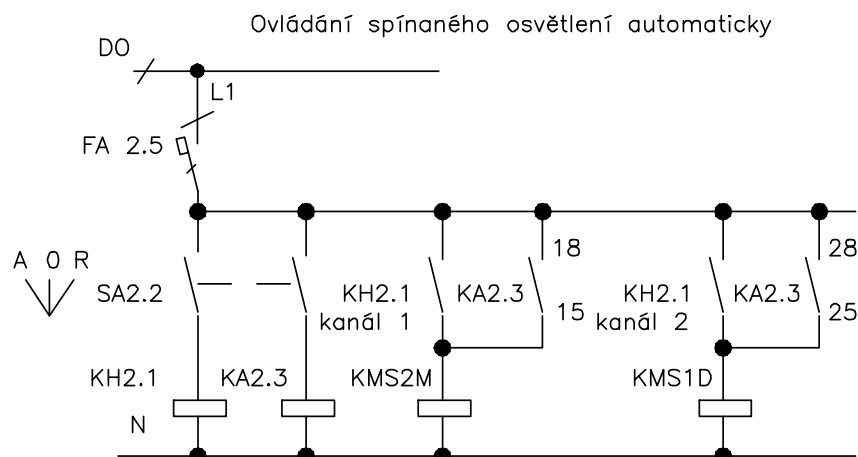 Ovládání spínaného osvětlení automaticky
DO
L1
FA 2.5
A 0 R
SA2.2
KH2.1
kanál 1
KA2.3
18
15
KH2.1
kanál 2
KA2.3
28
25
KH2.1
KA2.3
KMS2M
KMS1D
N